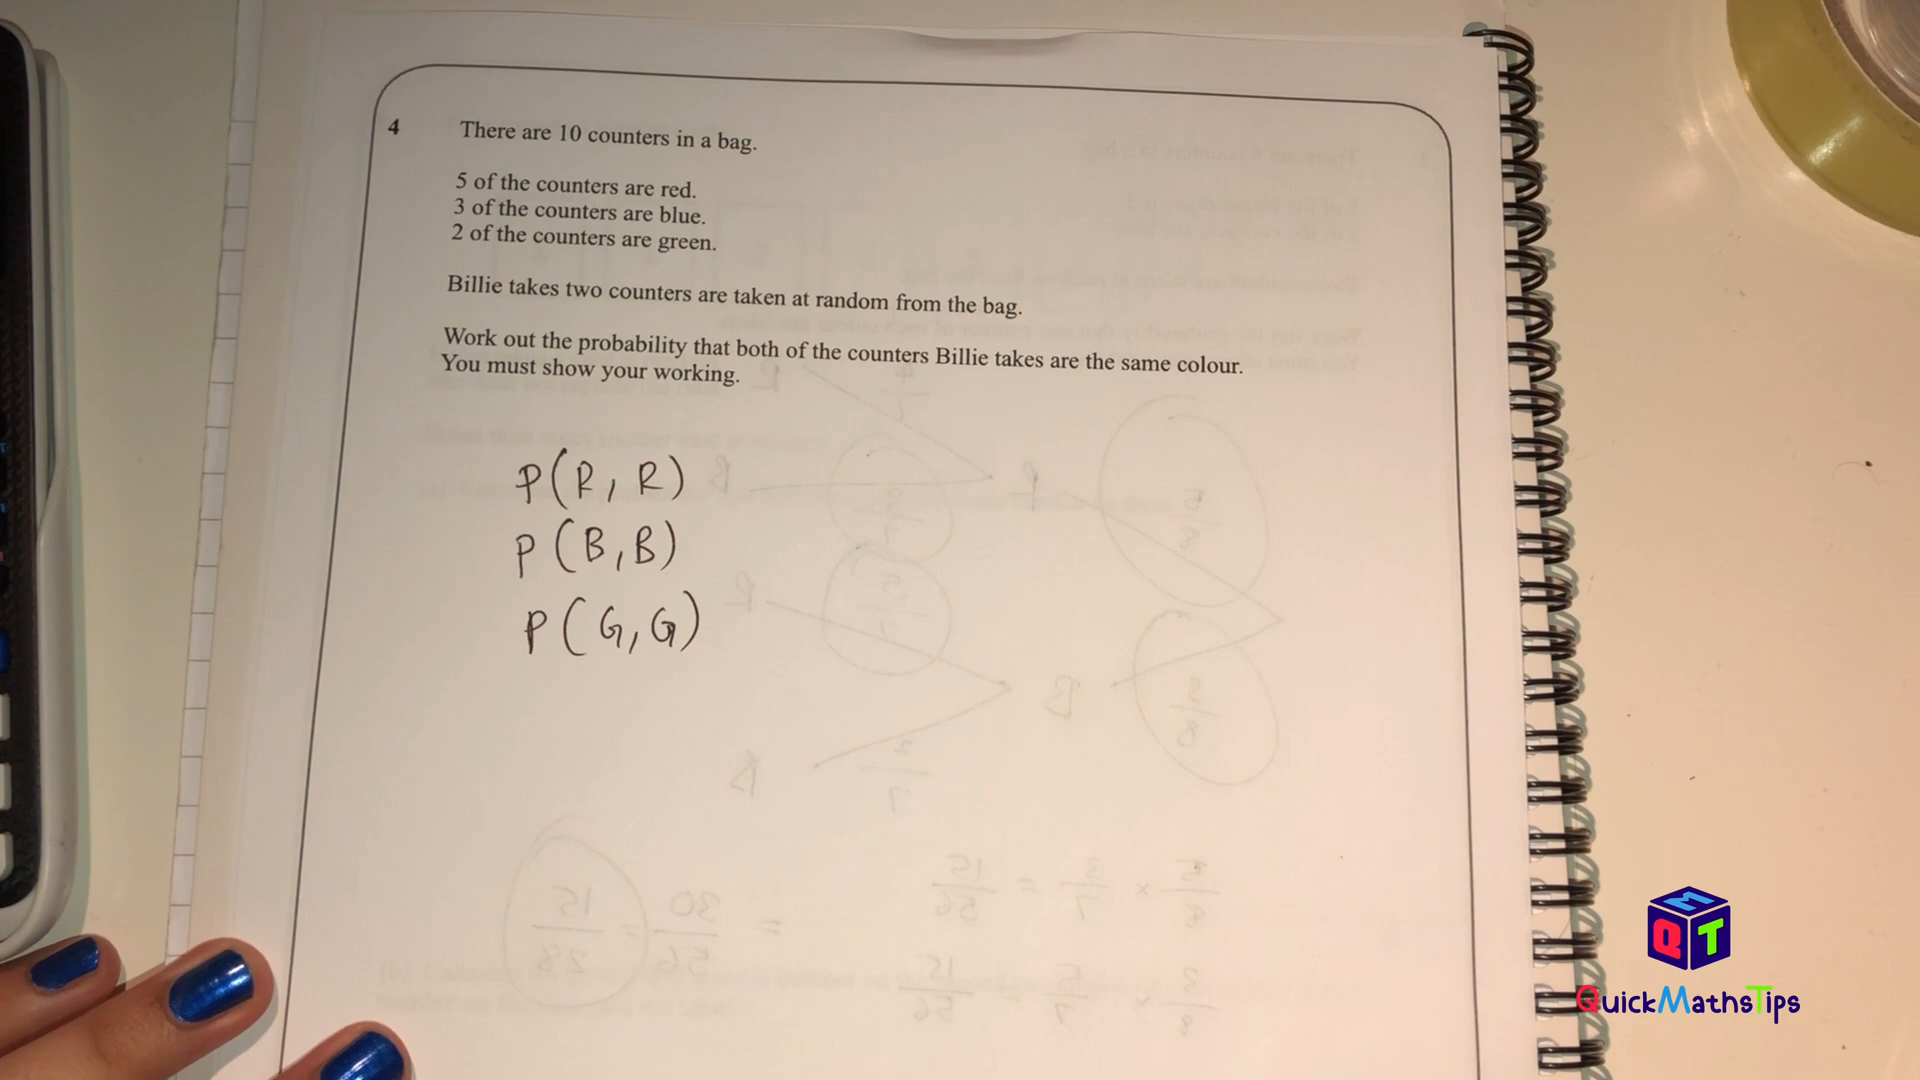 4 There are 10 counters in a bag.
5 of the counters are red.
3 of the counters are blue.
2 of the counters are green.
Billie takes two counters are taken at random from the bag.
Work out the probability that both of the counters Billie takes are the same colour.
You must show your working.
P(R, R)
P(B, B)
P(G, G)
QT
QuickMathsTips